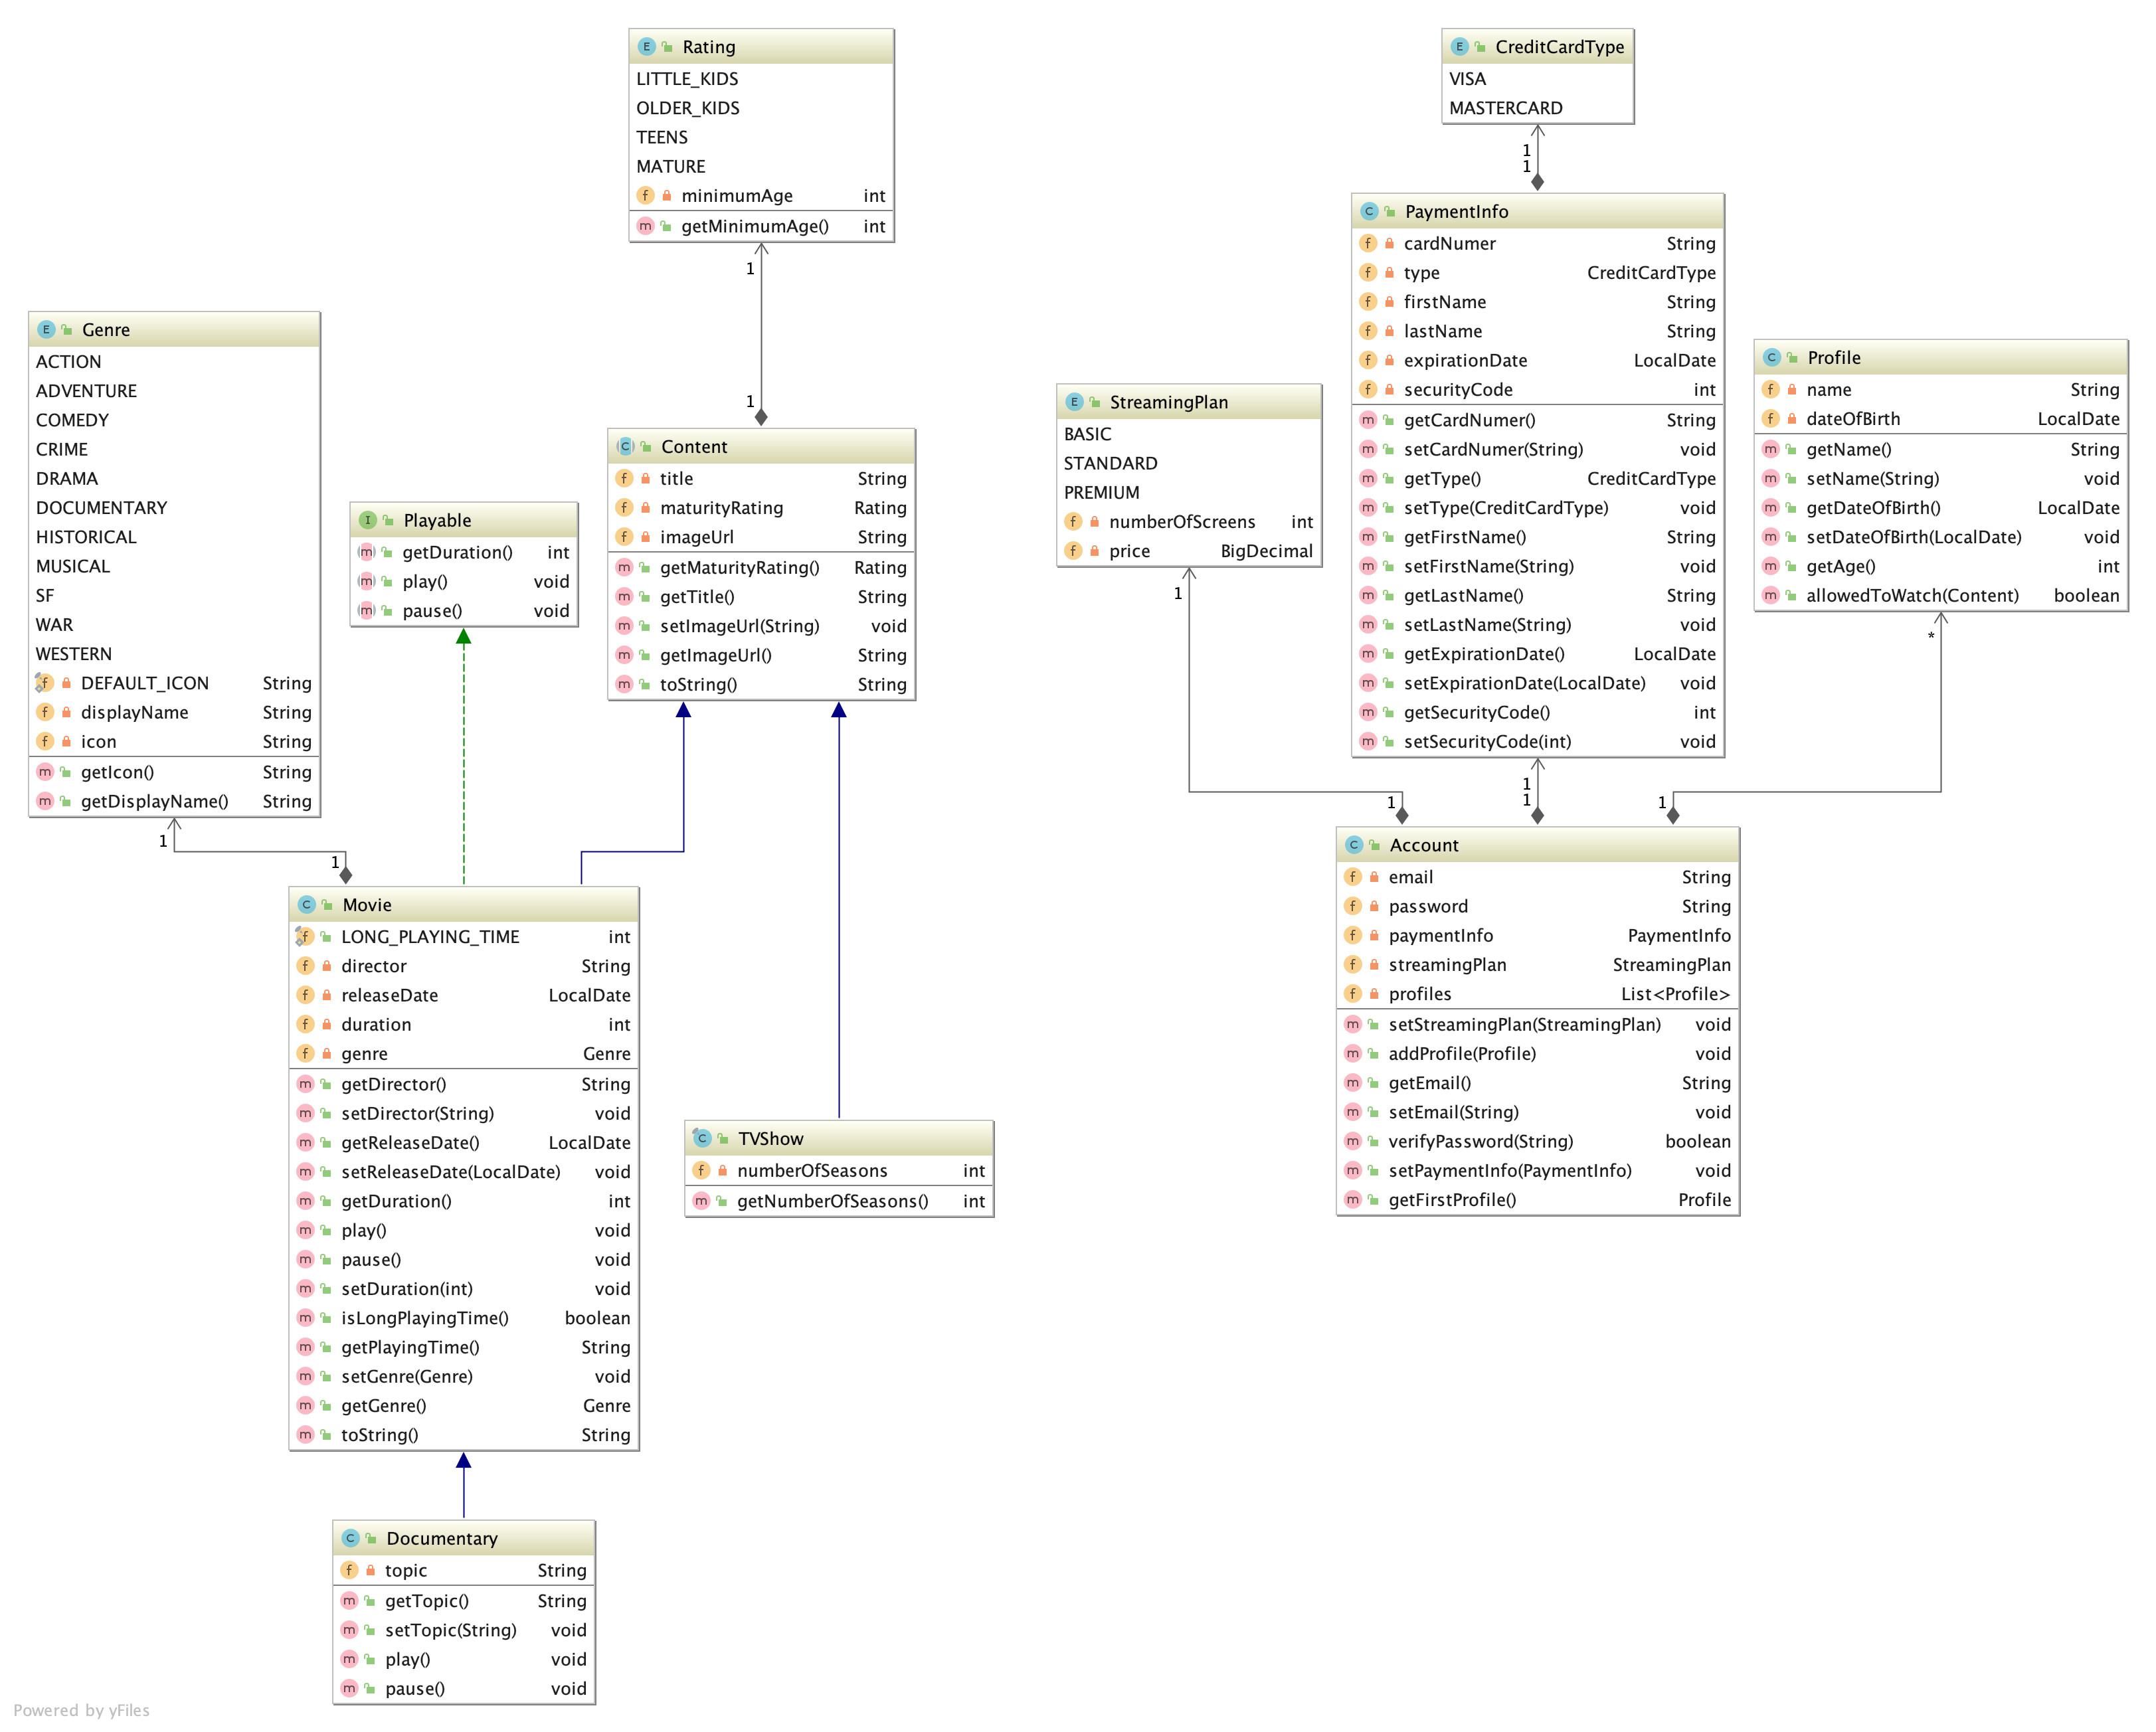 Rating
LITTLE_KIDS
OLDER_KIDS
TEENS
MATURE
f minimumAge int
m getMinimumAge() int
1
1
E Genre
ACTION
ADVENTURE
COMEDY
CRIME
DRAMA
DOCUMENTARY
HISTORICAL
MUSICAL
SF
WAR
WESTERN
f DEFAULT_ICON String
f displayName String
f icon String
m getIcon() String
m getDisplayName() String
1
1
I Playable
m getDuration() int
m play() void
m pause() void
C Content
f title String
f maturityRating Rating
f imageUrl String
m getMaturityRating() Rating
m getTitle() String
m setImageUrl(String) void
m getImageUrl() String
m toString() String
C Movie
f LONG_PLAYING_TIME int
f director String
f releaseDate LocalDate
f duration int
f genre Genre
m getDirector() String
m setDirector(String) void
m getReleaseDate() LocalDate
m setReleaseDate(LocalDate) void
m getDuration() int
m play() void
m pause() void
m setDuration(int) void
m isLongPlayingTime() boolean
m getPlayingTime() String
m setGenre(Genre) void
m getGenre() Genre
m toString() String
C TVShow
f numberOfSeasons int
m getNumberOfSeasons() int
C Documentary
f topic String
m getTopic() String
m setTopic(String) void
m play() void
m pause() void
E CreditCardType
VISA
MASTERCARD
1
1
C PaymentInfo
f cardNumer String
f type CreditCardType
f firstName String
f lastName String
f expirationDate LocalDate
f securityCode int
m getCardNumer() String
m setCardNumer(String) void
m getType() CreditCardType
m setType(CreditCardType) void
m getFirstName() String
m setFirstName(String) void
m getLastName() String
m setLastName(String) void
m getExpirationDate() LocalDate
m setExpirationDate(LocalDate) void
m getSecurityCode() int
m setSecurityCode(int) void
E StreamingPlan
BASIC
STANDARD
PREMIUM
f numberOfScreens int
f price BigDecimal
1
C Profile
f name String
f dateOfBirth LocalDate
m getName() String
m setName(String) void
m getDateOfBirth() LocalDate
m setDateOfBirth(LocalDate) void
m getAge() int
m allowedToWatch(Content) boolean
*
1
1
1
1
C Account
f email String
f password String
f paymentInfo PaymentInfo
f streamingPlan StreamingPlan
f profiles List<Profile>
m setStreamingPlan(StreamingPlan) void
m addProfile(Profile) void
m getEmail() String
m setEmail(String) void
m verifyPassword(String) boolean
m setPaymentInfo(PaymentInfo) void
m getFirstProfile() Profile
Powered by yFiles